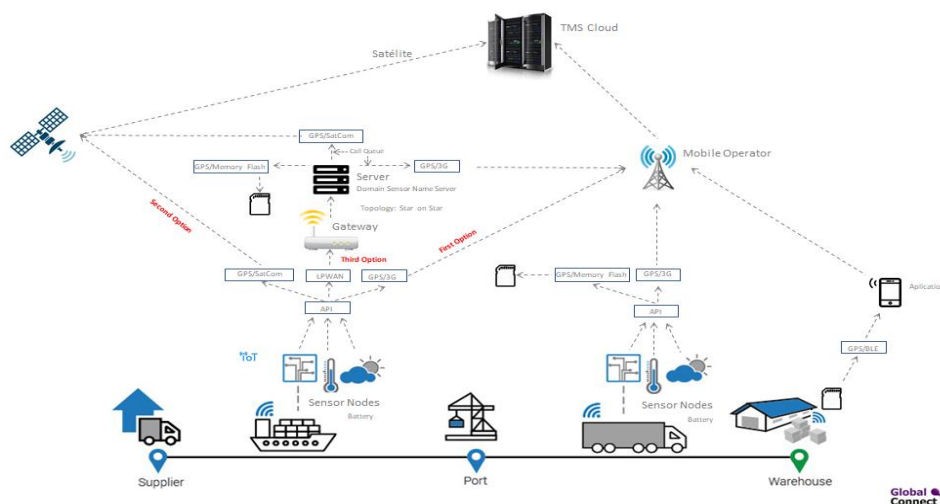 TMS Cloud
Satélite
GPS/SatCom
Call Queue
GPS/Memory Flash
GPS/3G
Mobile Operator
Server
Domain Sensor Name Server
Topology: Star on Star
Second Option
Gateway
First Option
Third Option
GPS/SatCom
LPWAN
GPS/3G
GPS/Memory Flash
GPS/3G
Aplicatio
API
API
GPS/BLE
IoT
Sensor Nodes
Battery
Sensor Nodes
Battery
Supplier
Port
Warehouse
Global
Connect